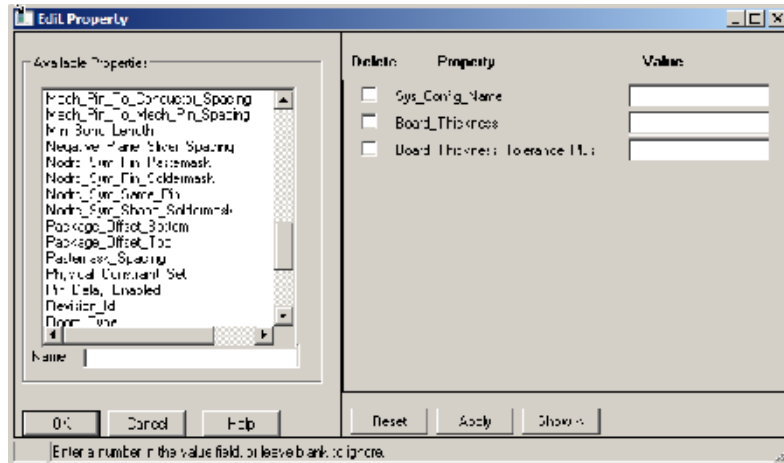 Edit Property
Available Properties
Mech_Pin_To_Conductor_Spacing
Mech_Pin_To_Mech_Pin_Spacing
Min_Bond_Length
Negative_Plane_Sliver_Spacing
Nodrc_Sym_Pin_Pastemask
Nodrc_Sym_Pin_Soldermask
Nodrc_Sym_Same_Pin
Nodrc_Sym_Shape_Soldermask
Package_Offset_Bottom
Package_Offset_Top
Pastemask_Spacing
Physical_Constraint_Set
Pin_Delay_Enabled
Revision_Id
Room_Type
Name
OK Cancel Help
Delete Property Value
Sys_Config_Name
Board_Thickness
Board_Thickness_Tolerance_Plus
Reset Apply Show ->
Enter a number in the value field, or leave blank to ignore.